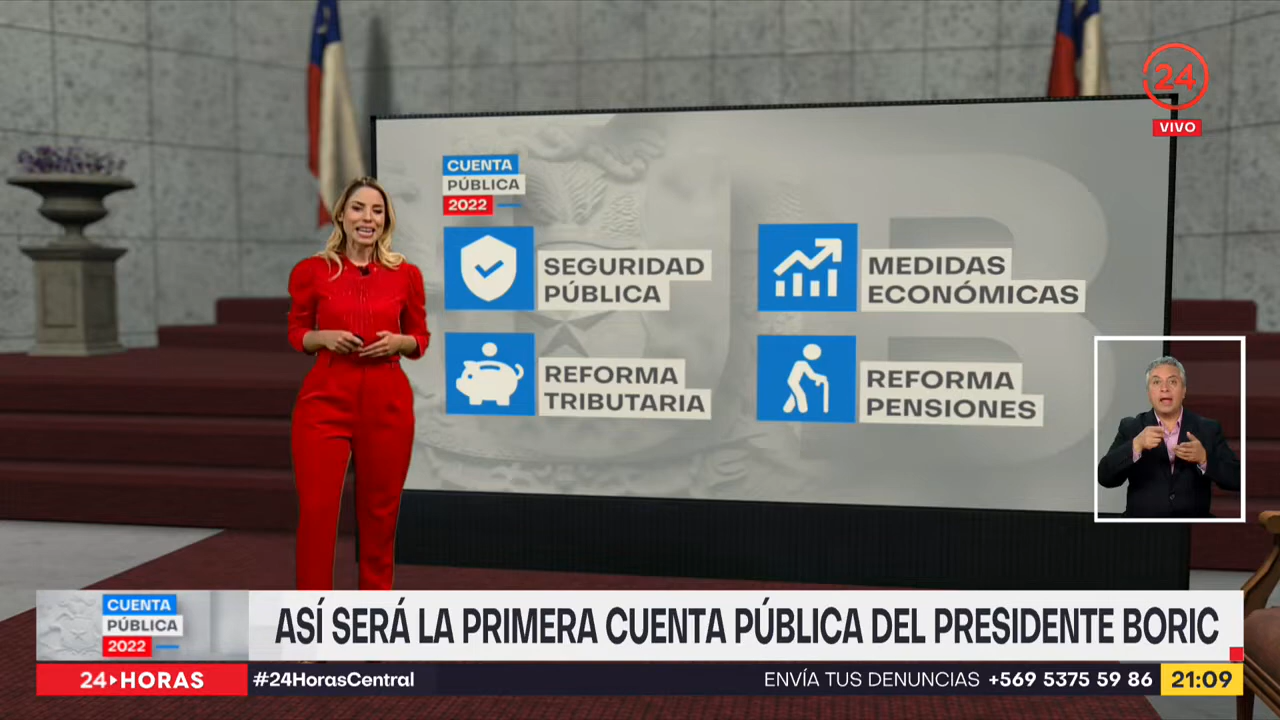 24
VIVO
CUENTA
PÚBLICA
2022
SEGURIDAD
PÚBLICA
MEDIDAS
ECONÓMICAS
REFORMA
TRIBUTARIA
REFORMA
PENSIONES
CUENTA
PÚBLICA
2022
ASÍ SERÁ LA PRIMERA CUENTA PÚBLICA DEL PRESIDENTE BORIC
24 HORAS
#24HorasCentral
ENVÍA TUS DENUNCIAS +569 5375 59 86
21:09